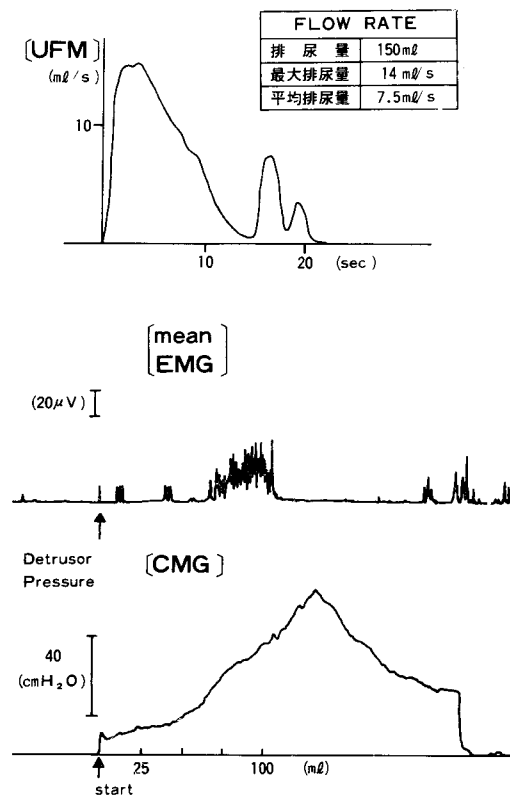 [UFM]
(mℓ/s)
10
10 20 (sec)
FLOW RATE
排尿量 150mℓ
最大排尿量 14 mℓ/s
平均排尿量 7.5mℓ/s
[mean EMG]
(20μV)
Detrusor
Pressure
[CMG]
40
(cmH₂O)
25 100 (mℓ)
start